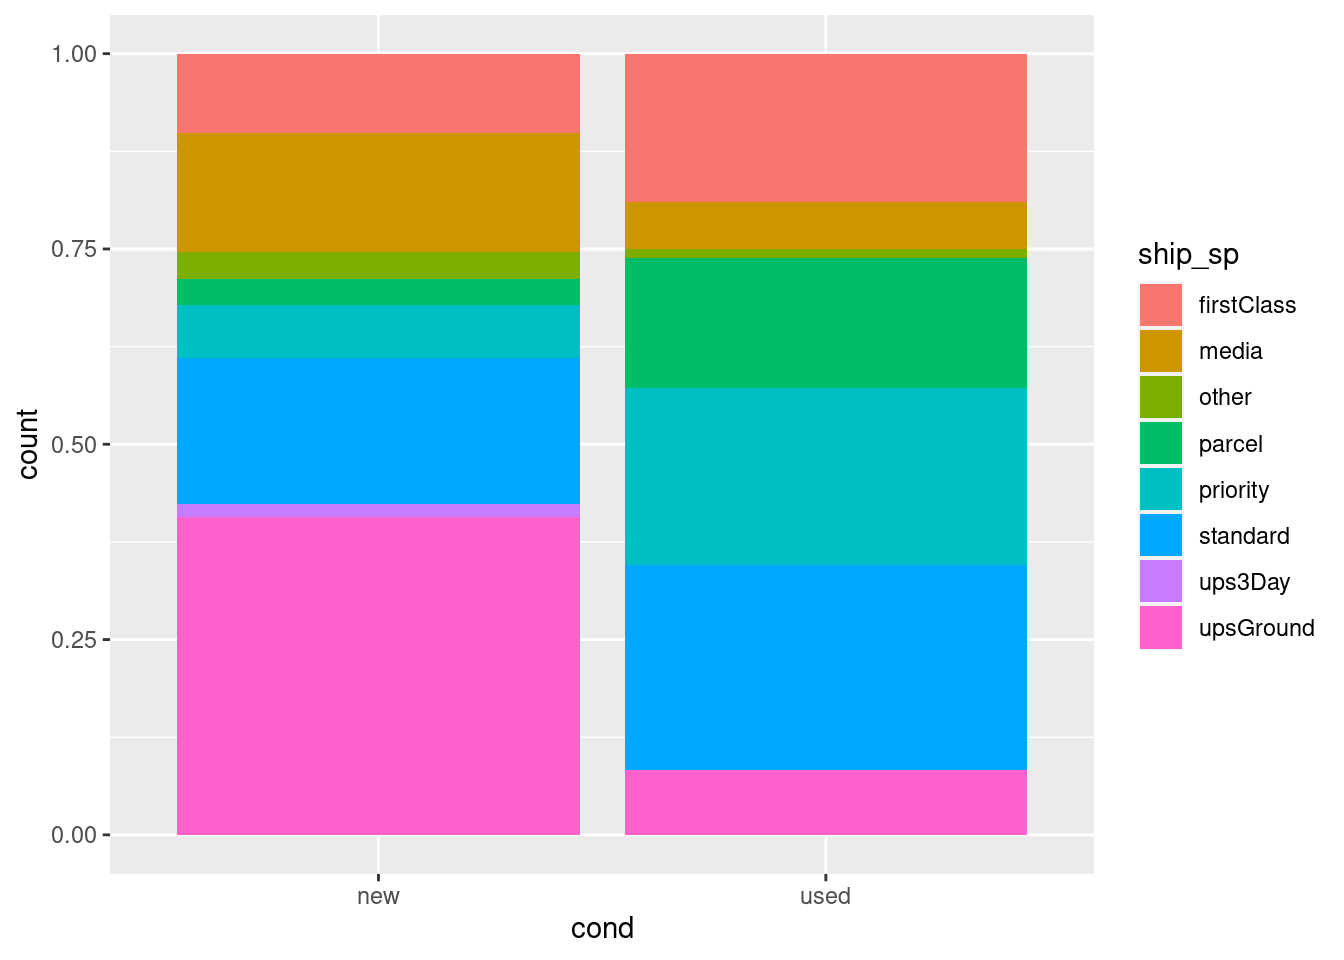 1.00
0.75
0.50
0.25
0.00
count
new
used
cond
ship_sp
firstClass
media
other
parcel
priority
standard
ups3Day
upsGround